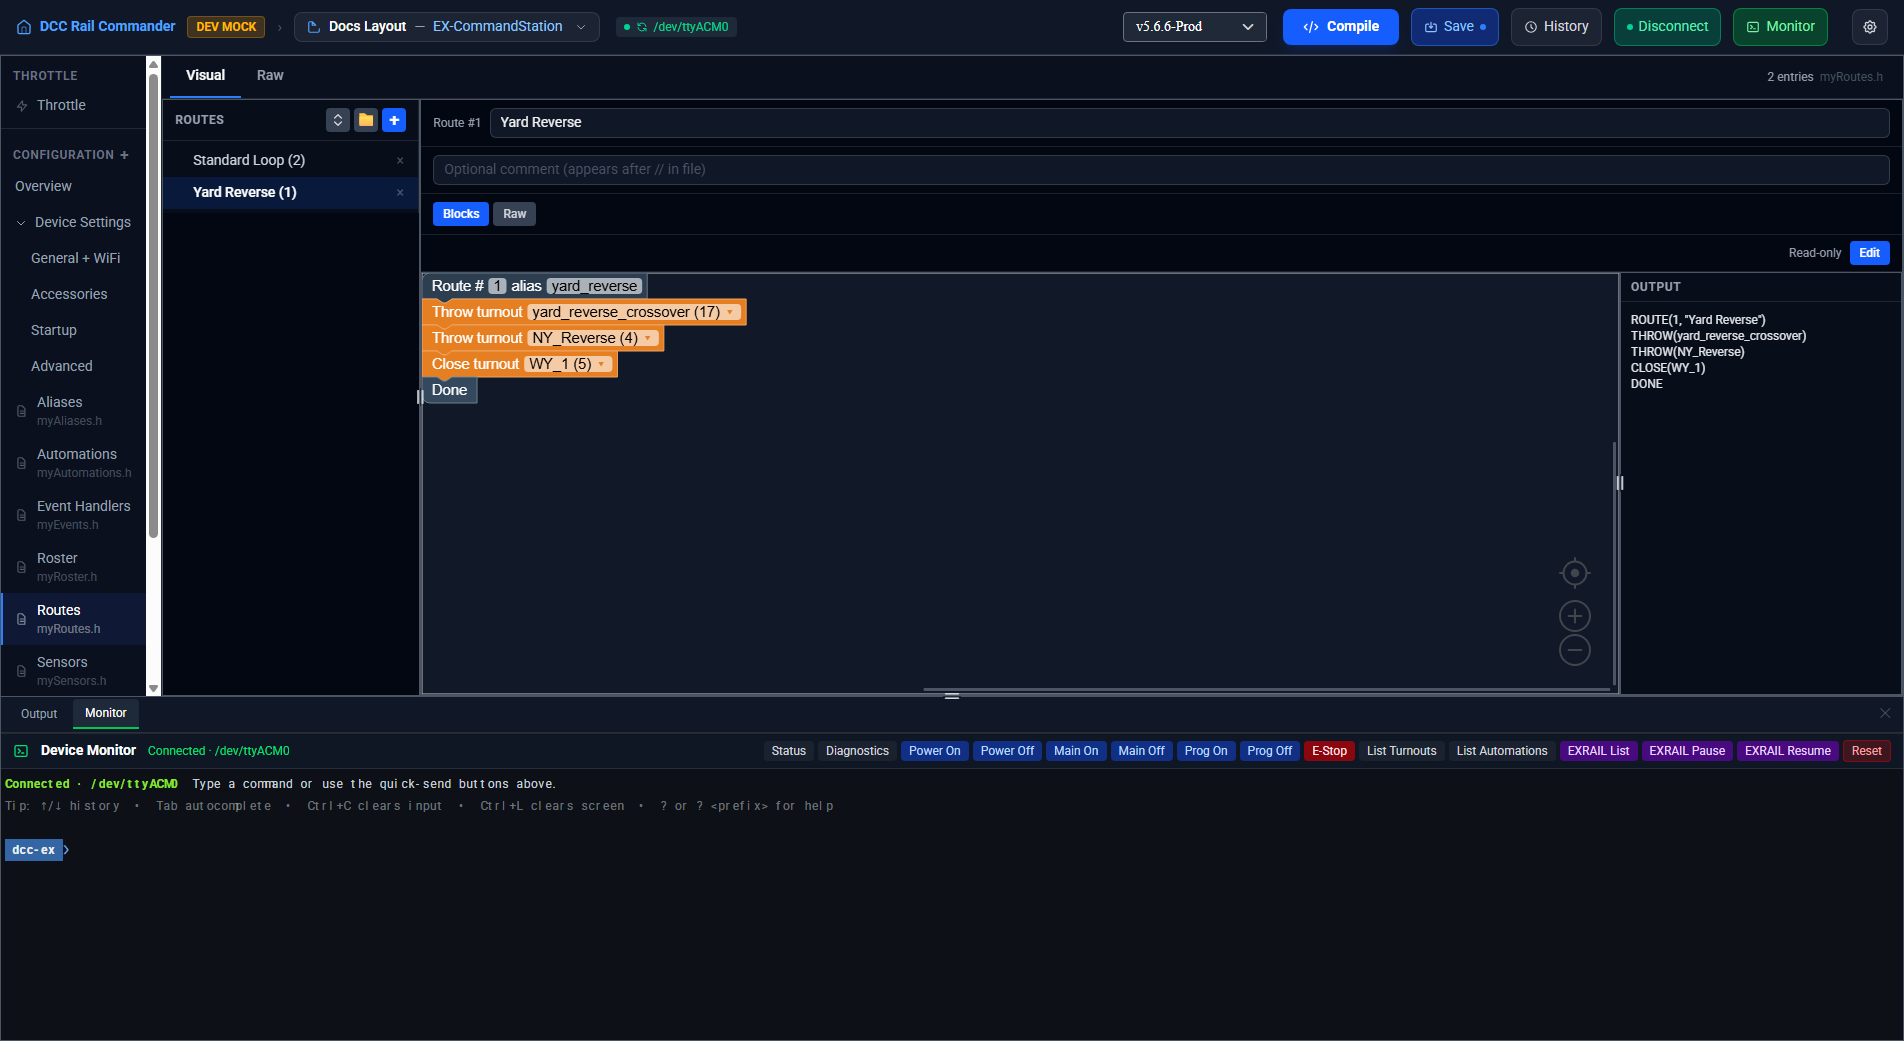 DCC Rail Commander
DEV MOCK
›
Docs Layout — EX-CommandStation
/dev/ttyACM0
v5.6.6-Prod
</> Compile
Save
History
Disconnect
Monitor
THROTTLE
Throttle
CONFIGURATION +
Overview
Device Settings
General + WiFi
Accessories
Startup
Advanced
Aliases
myAliases.h
Automations
myAutomations.h
Event Handlers
myEvents.h
Roster
myRoster.h
Routes
myRoutes.h
Sensors
mySensors.h
Visual
Raw
2 entries myRoutes.h
ROUTES
+
Standard Loop (2) ×
Yard Reverse (1) ×
Route #1 Yard Reverse
Optional comment (appears after // in file)
Blocks Raw
Read-only Edit
Route # 1 alias yard_reverse
Throw turnout yard_reverse_crossover (17)
Throw turnout NY_Reverse (4)
Close turnout WY_1 (5)
Done
OUTPUT
ROUTE(1, "Yard Reverse")
THROW(yard_reverse_crossover)
THROW(NY_Reverse)
CLOSE(WY_1)
DONE
Output
Monitor
Device Monitor Connected · /dev/ttyACM0
Status
Diagnostics
Power On
Power Off
Main On
Main Off
Prog On
Prog Off
E-Stop
List Turnouts
List Automations
EXRAIL List
EXRAIL Pause
EXRAIL Resume
Reset
Connected · /dev/ttyACM0 Type a command or use the quick-send buttons above.
Tip: ↑/↓ history • Tab autocomplete • Ctrl+C clears input • Ctrl+L clears screen • ? or ? <prefix> for help
dcc-ex ›